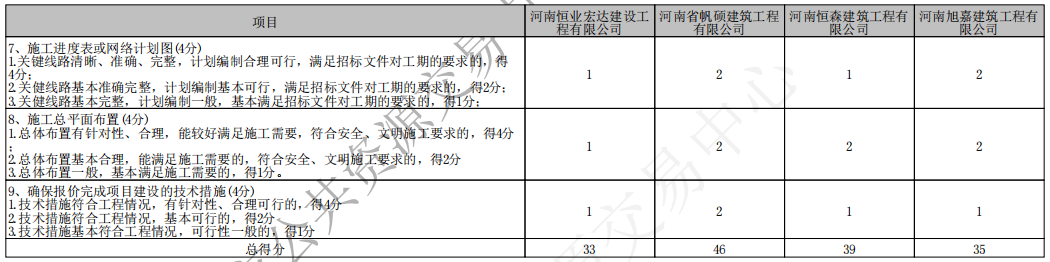 项目 河南恒业宏达建设工程有限公司 河南省帆硕建筑工程有限公司 河南恒森建筑工程有限公司 河南旭嘉建筑工程有限公司
7、施工进度表或网络计划图(4分)
1.关键线路清晰、准确、完整，计划编制合理可行，满足招标文件对工期的要求的，得
4分；
2.关健线路基本准确完整，计划编制基本可行，满足招标文件对工期的要求的，得2分；
3.关健线路基本完整，计划编制一般，基本满足招标文件对工期的要求的，得1分；
1 2 1 2
8、施工总平面布置(4分)
1.总体布置有针对性、合理，能较好满足施工需要，符合安全、文明施工要求的，得4分
；
2.总体布置基本合理，能满足施工需要的，符合安全、文明施工要求的，得2分
3.总体布置一般，基本满足施工需要的，得1分。
1 2 2 2
9、确保报价完成项目建设的技术措施(4分)
1.技术措施符合工程情况，有针对性、合理可行的，得4分
2.技术措施符合工程情况，基本可行的，得2分
3.技术措施基本符合工程情况，可行性一般的，得1分
1 2 1 1
总得分 33 46 39 35
公共资源交易中心
交易中心